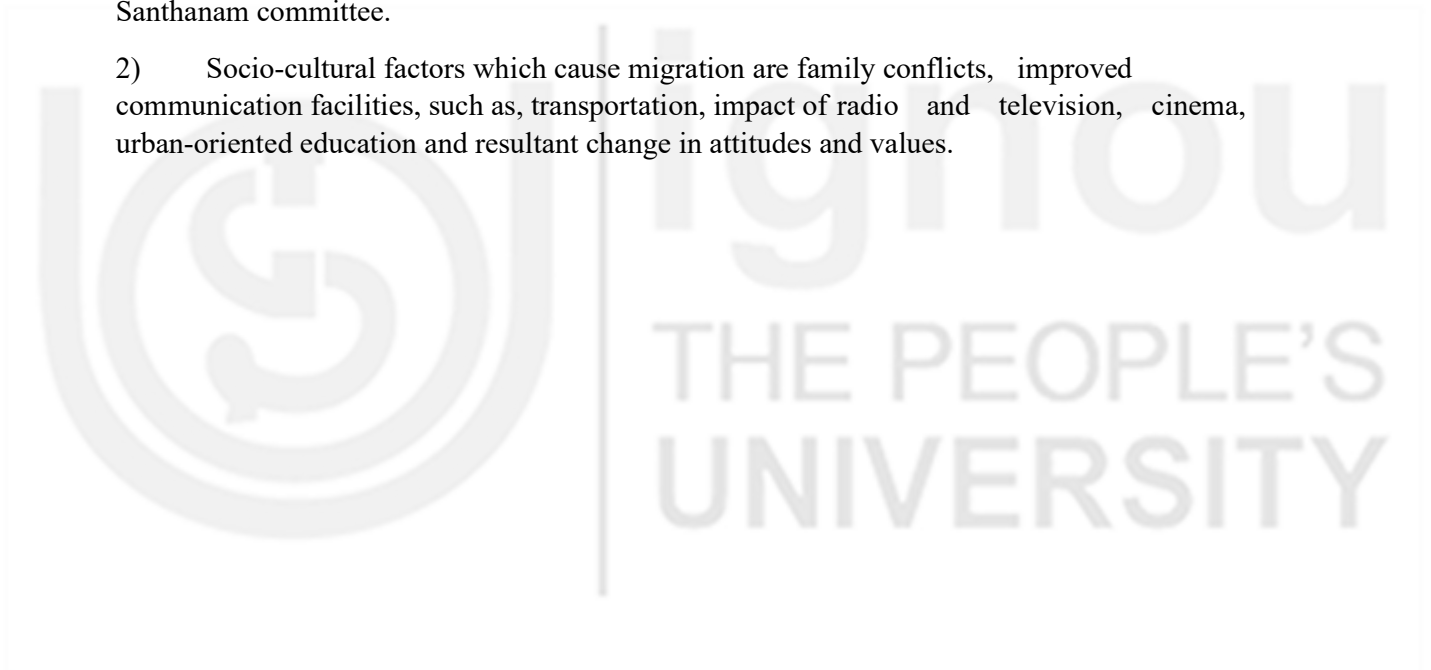 Santhanam committee.
2) Socio-cultural factors which cause migration are family conflicts, improved
communication facilities, such as, transportation, impact of radio and television, cinema,
urban-oriented education and resultant change in attitudes and values.
ignou
THE PEOPLE'S
UNIVERSITY